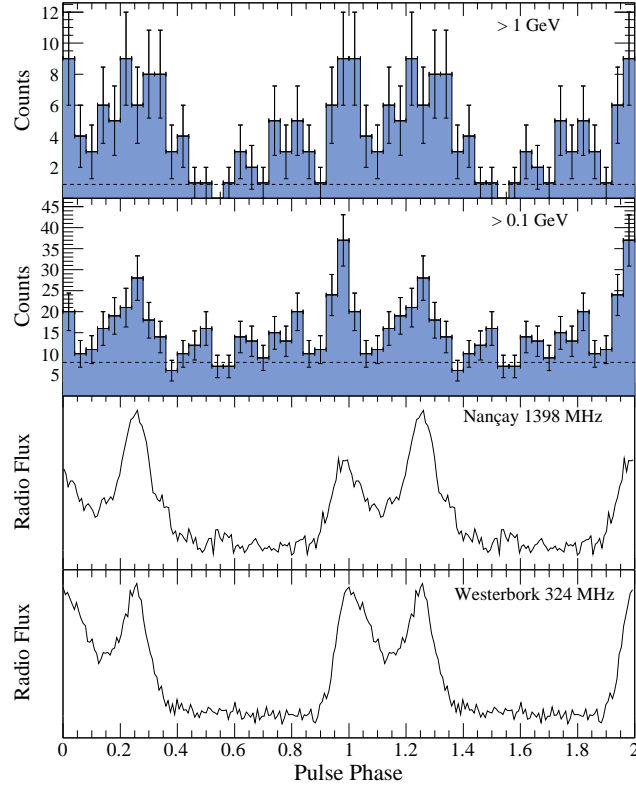 > 1 GeV
Counts
12
10
8
6
4
2
> 0.1 GeV
Counts
45
40
35
30
25
20
15
10
5
Nançay 1398 MHz
Radio Flux
Westerbork 324 MHz
Radio Flux
0 0.2 0.4 0.6 0.8 1 1.2 1.4 1.6 1.8 2
Pulse Phase